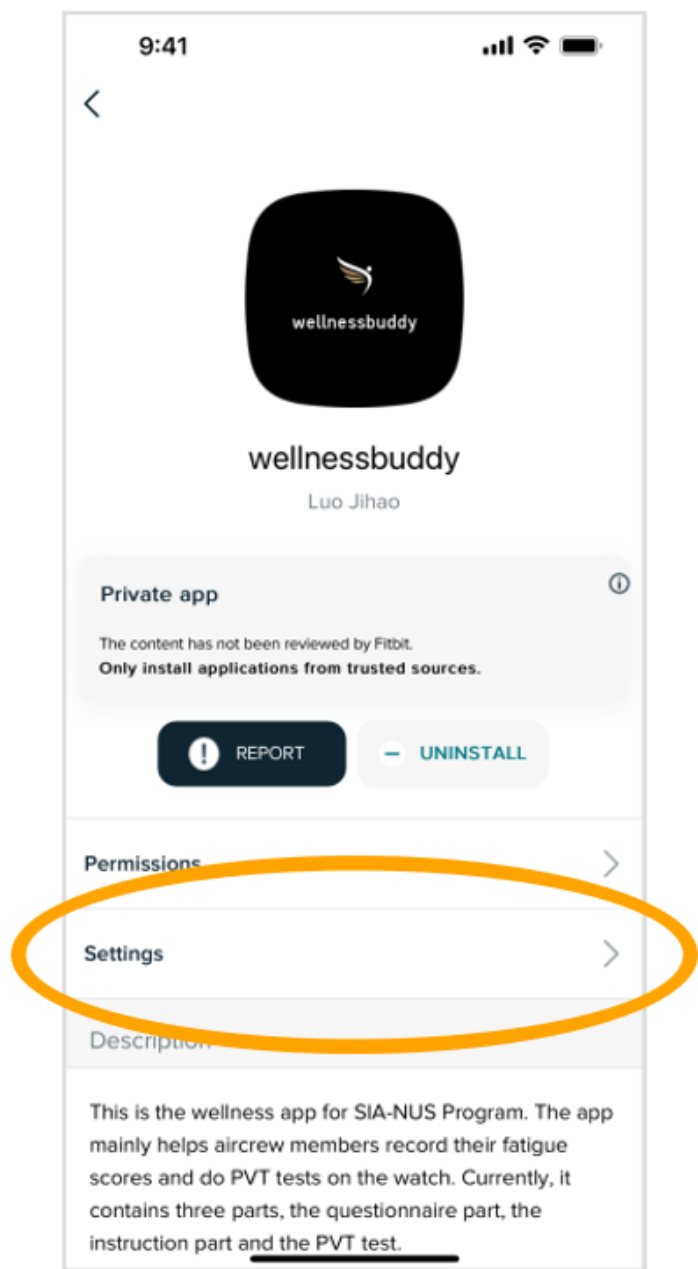 9:41
wellnessbuddy
wellnessbuddy
Luo Jihao
Private app
The content has not been reviewed by Fitbit.
Only install applications from trusted sources.
! REPORT
– UNINSTALL
Permissions
Settings
Description
This is the wellness app for SIA-NUS Program. The app
mainly helps aircrew members record their fatigue
scores and do PVT tests on the watch. Currently, it
contains three parts, the questionnaire part, the
instruction part and the PVT test.